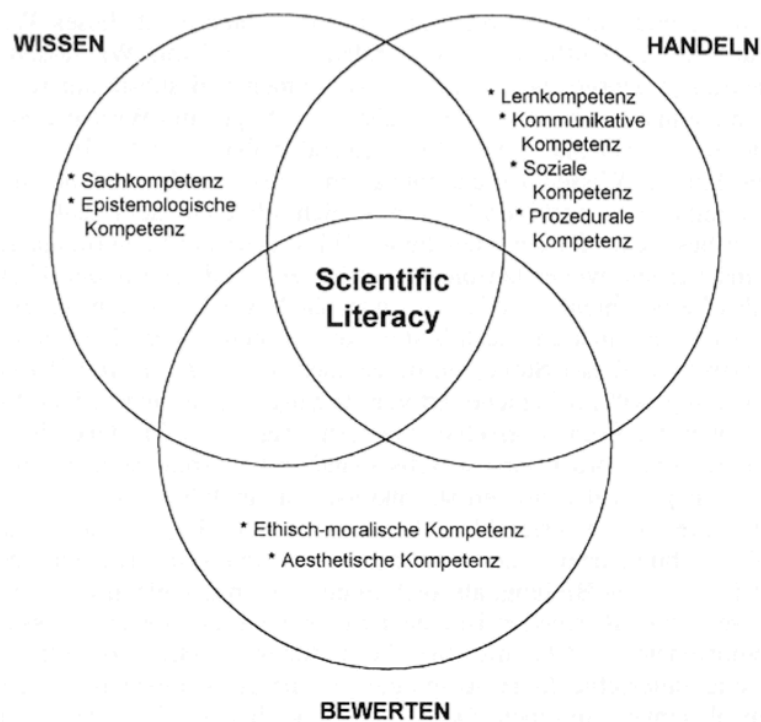 WISSEN
HANDELN
* Lernkompetenz
* Kommunikative
Kompetenz
* Soziale
Kompetenz
* Prozedurale
Kompetenz
* Sachkompetenz
* Epistemologische
Kompetenz
Scientific
Literacy
* Ethisch-moralische Kompetenz
* Aesthetische Kompetenz
BEWERTEN